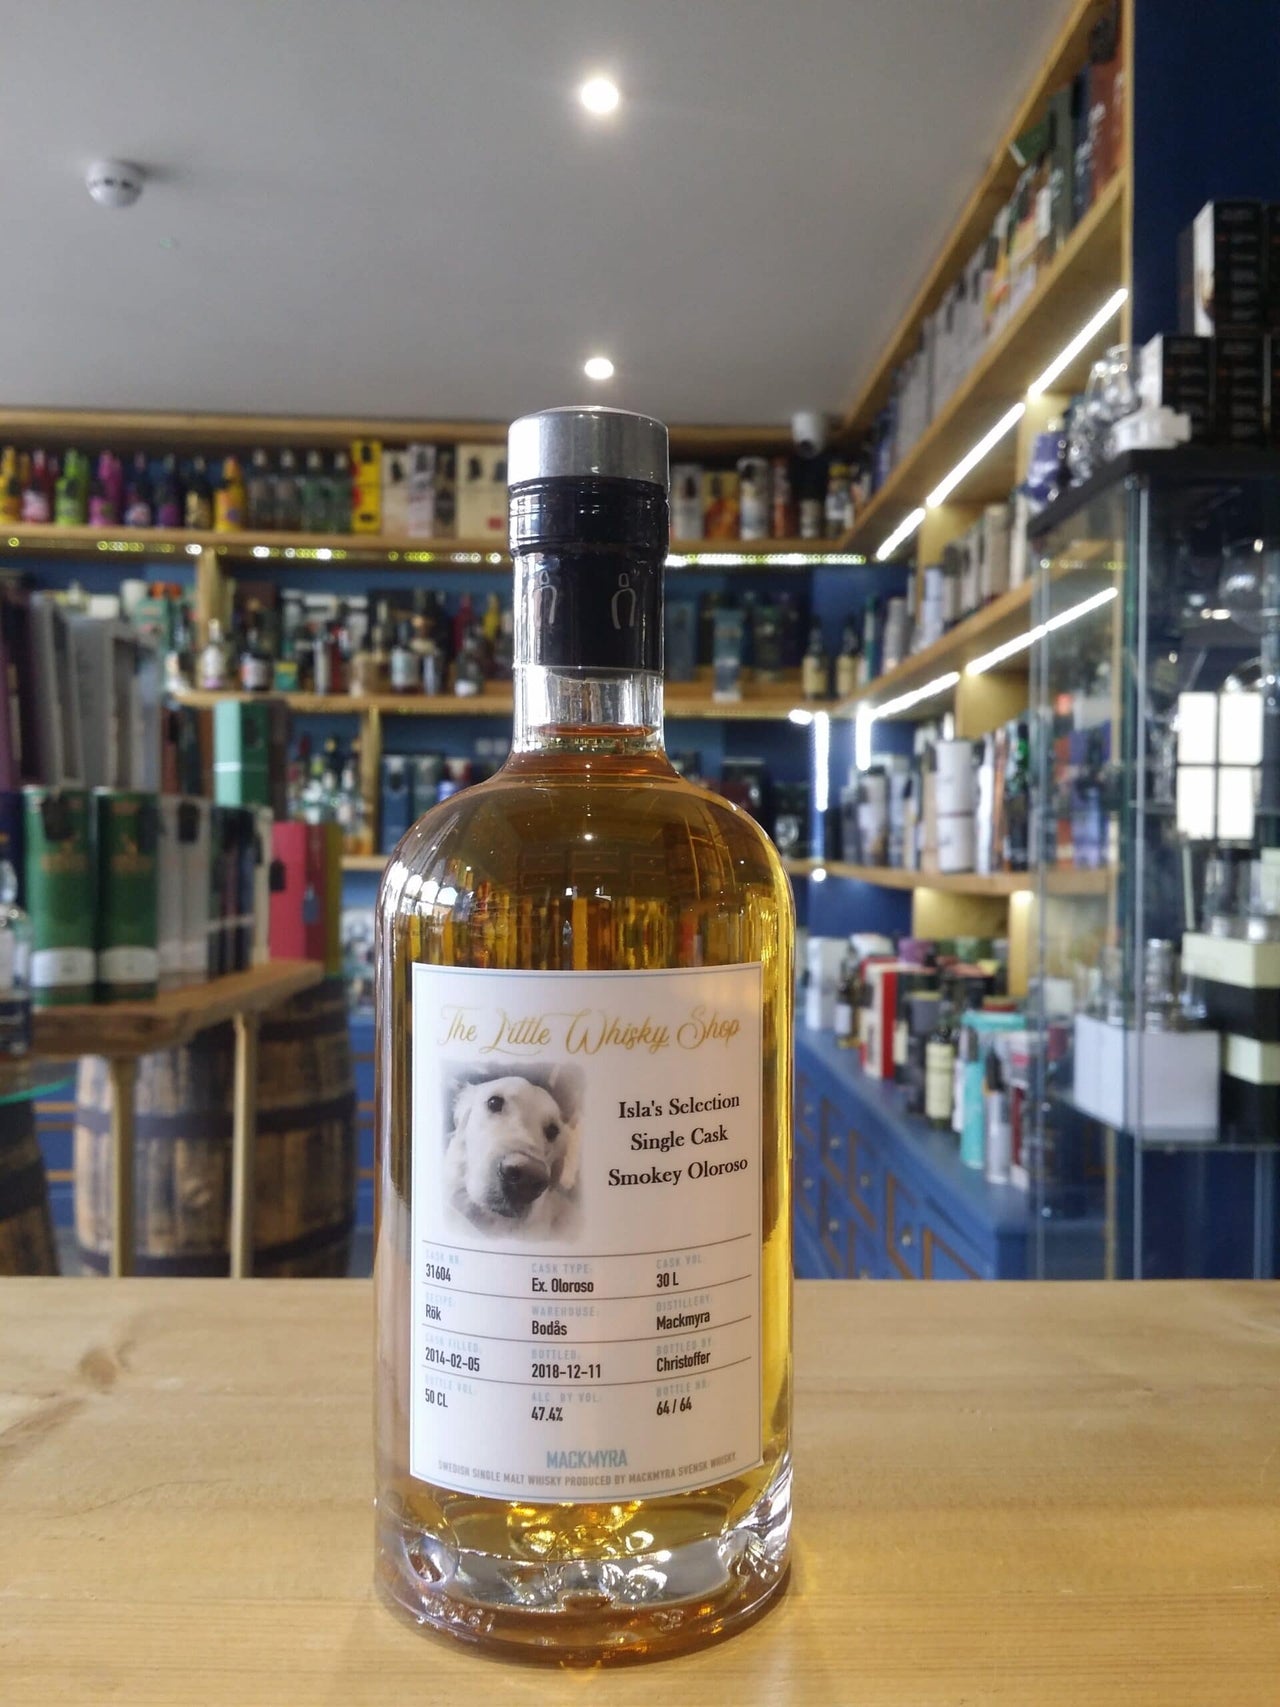 The Little Whisky Shop
Isla's Selection
Single Cask
Smokey Oloroso
CASK NR:
31604
CASK TYPE:
Ex. Oloroso
CASK VOL:
30 L
RECIPE:
Rök
WAREHOUSE:
Bodås
DISTILLERY:
Mackmyra
CASK FILLED:
2014-02-05
BOTTLED:
2018-12-11
BOTTLED BY:
Christoffer
BOTTLE VOL:
50 CL
ALC. BY VOL:
47.4%
BOTTLE NR:
64 / 64
MACKMYRA
SWEDISH SINGLE MALT WHISKY PRODUCED BY MACKMYRA SVENSK WHISKY.